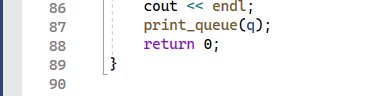 86 cout << endl;
87 print_queue(q);
88 return 0;
89 }
90